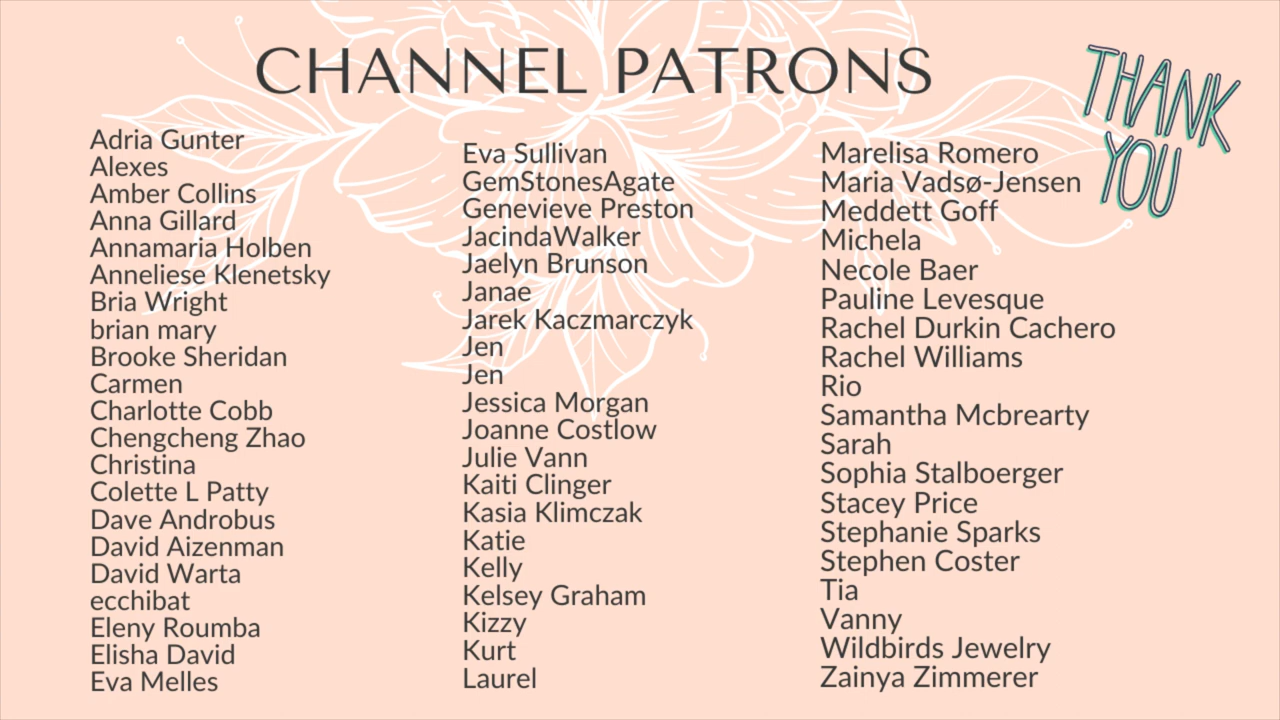 CHANNEL PATRONS
THANK
YOU
Adria Gunter
Alexes
Amber Collins
Anna Gillard
Annamaria Holben
Anneliese Klenetsky
Bria Wright
brian mary
Brooke Sheridan
Carmen
Charlotte Cobb
Chengcheng Zhao
Christina
Colette L Patty
Dave Androbus
David Aizenman
David Warta
ecchibat
Eleny Roumba
Elisha David
Eva Melles
Eva Sullivan
GemStonesAgate
Genevieve Preston
JacindaWalker
Jaelyn Brunson
Janae
Jarek Kaczmarczyk
Jen
Jen
Jessica Morgan
Joanne Costlow
Julie Vann
Kaiti Clinger
Kasia Klimczak
Katie
Kelly
Kelsey Graham
Kizzy
Kurt
Laurel
Marelisa Romero
Maria Vadsø-Jensen
Meddett Goff
Michela
Necole Baer
Pauline Levesque
Rachel Durkin Cachero
Rachel Williams
Rio
Samantha Mcbrearty
Sarah
Sophia Stalboerger
Stacey Price
Stephanie Sparks
Stephen Coster
Tia
Vanny
Wildbirds Jewelry
Zainya Zimmerer